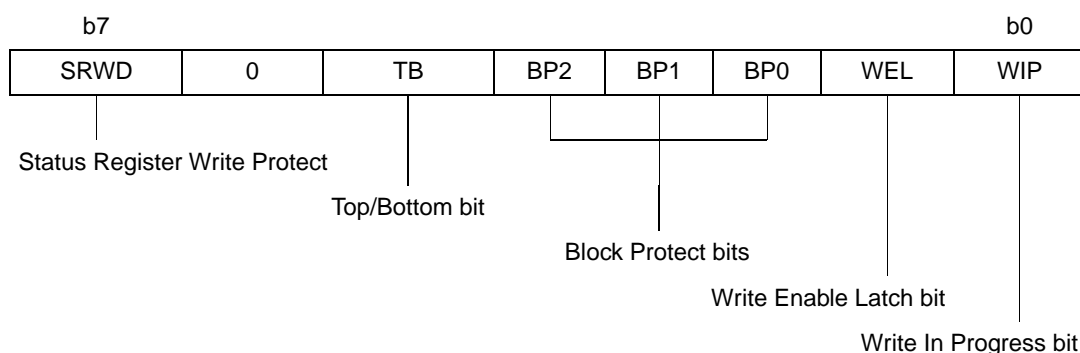 b7 b0
SRWD 0 TB BP2 BP1 BP0 WEL WIP
Status Register Write Protect
Top/Bottom bit
Block Protect bits
Write Enable Latch bit
Write In Progress bit